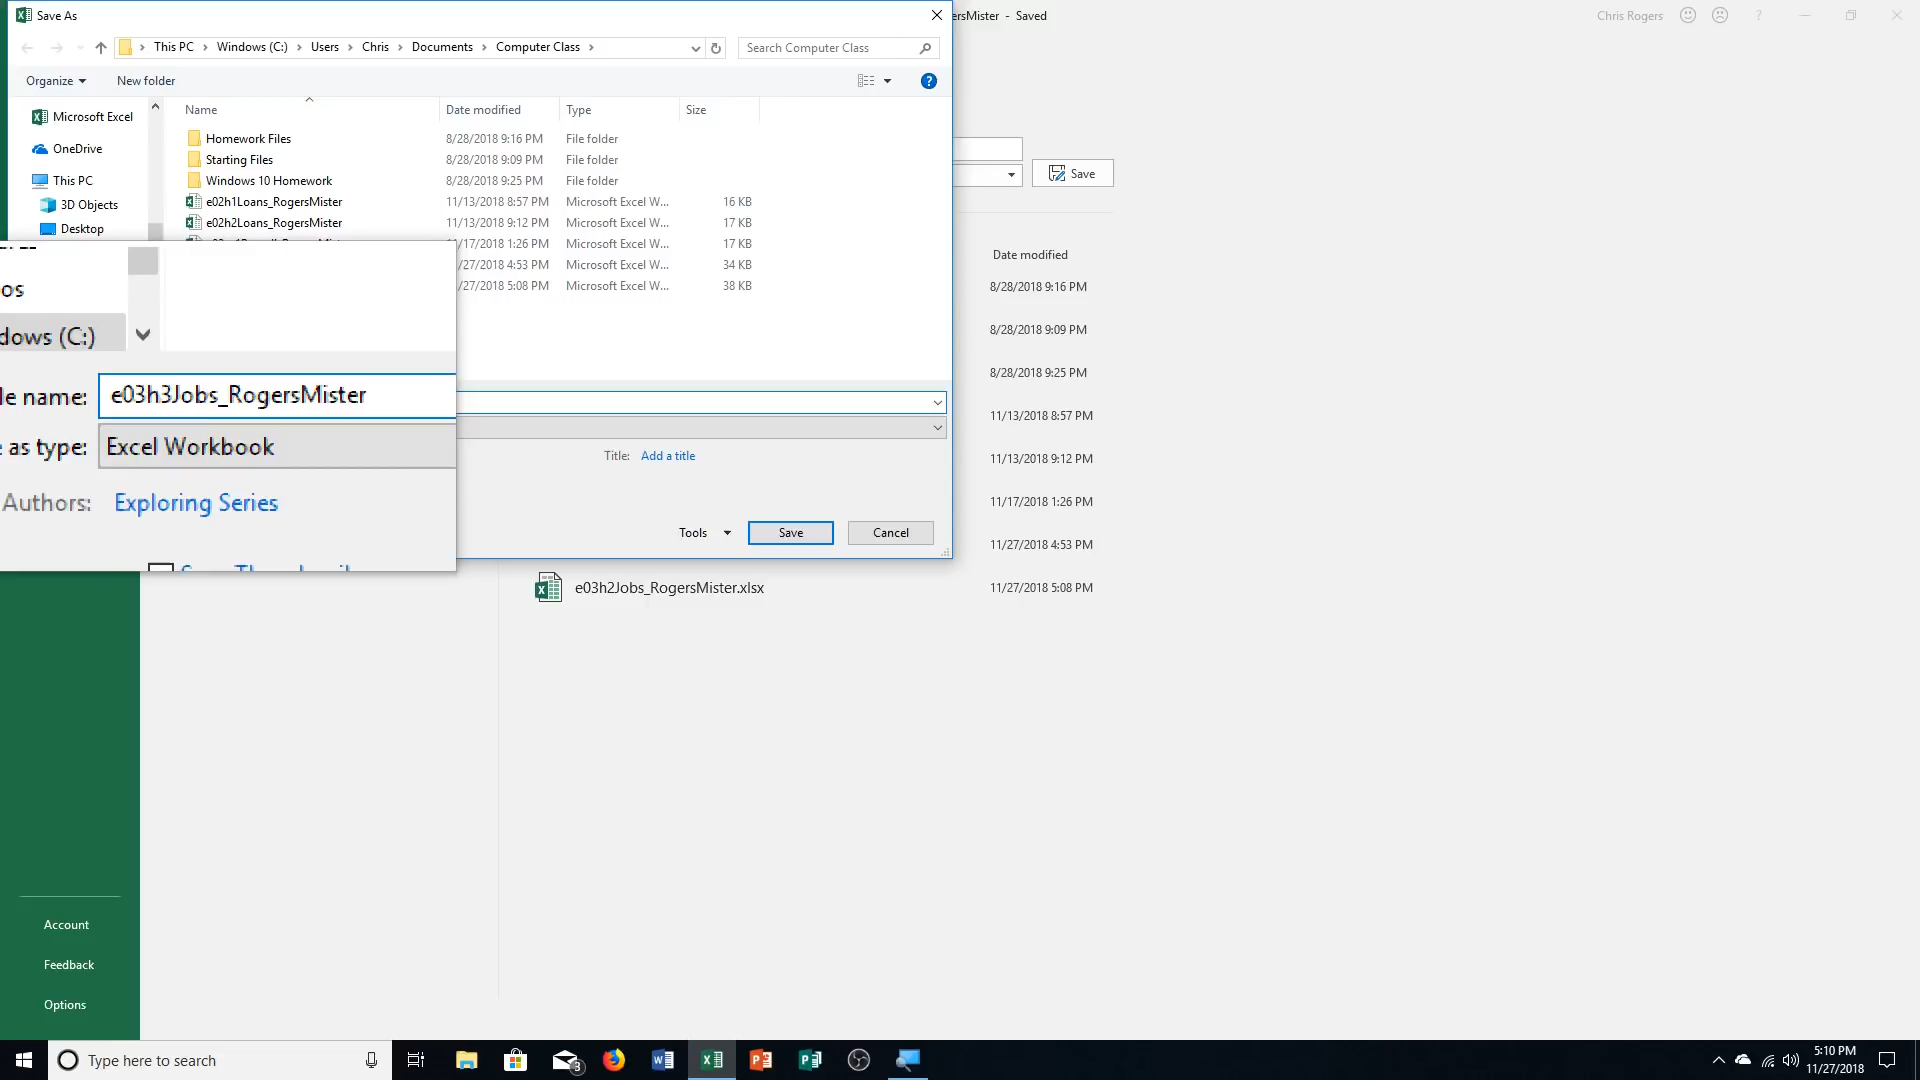 Save As
ersMister - Saved
Chris Rogers
?
This PC > Windows (C:) > Users > Chris > Documents > Computer Class >
Search Computer Class
Organize
New folder
?
Name
Date modified
Type
Size
Microsoft Excel
OneDrive
This PC
3D Objects
Desktop
Homework Files 8/28/2018 9:16 PM File folder
Starting Files 8/28/2018 9:09 PM File folder
Windows 10 Homework 8/28/2018 9:25 PM File folder
e02h1Loans_RogersMister 11/13/2018 8:57 PM Microsoft Excel W... 16 KB
e02h2Loans_RogersMister 11/13/2018 9:12 PM Microsoft Excel W... 17 KB
/17/2018 1:26 PM Microsoft Excel W... 17 KB
/27/2018 4:53 PM Microsoft Excel W... 34 KB
/27/2018 5:08 PM Microsoft Excel W... 38 KB
Save
os
dows (C:)
le name: e03h3Jobs_RogersMister
as type: Excel Workbook
Authors: Exploring Series
Title: Add a title
Tools
Save
Cancel
Date modified
8/28/2018 9:16 PM
8/28/2018 9:09 PM
8/28/2018 9:25 PM
11/13/2018 8:57 PM
11/13/2018 9:12 PM
11/17/2018 1:26 PM
11/27/2018 4:53 PM
e03h2Jobs_RogersMister.xlsx 11/27/2018 5:08 PM
Account
Feedback
Options
Type here to search
3
5:10 PM
11/27/2018